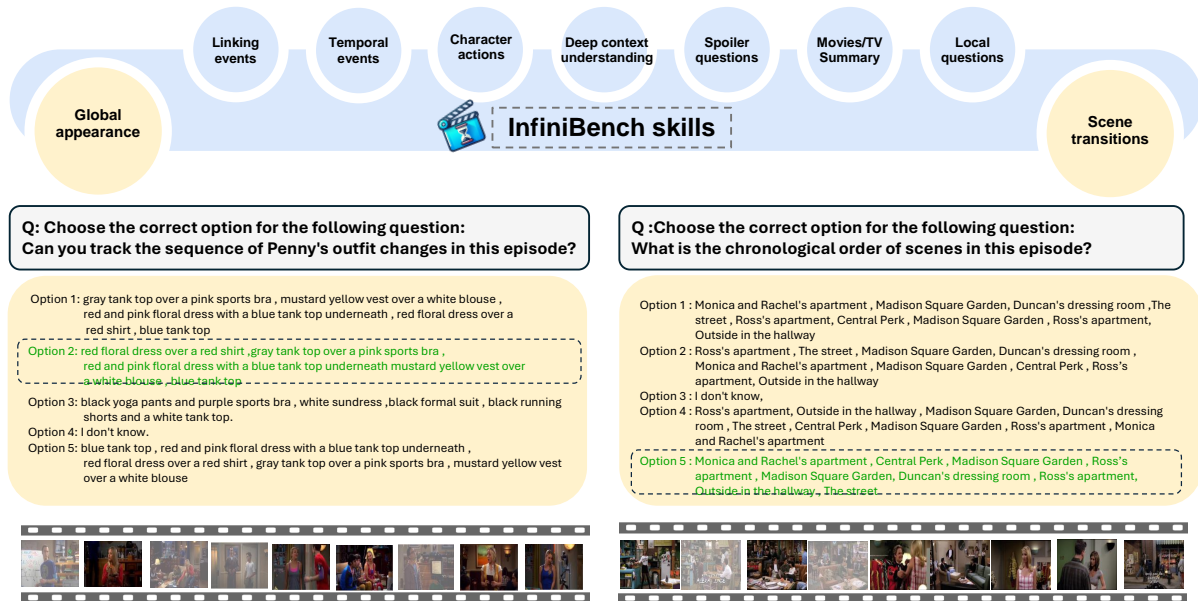 Linking
events
Temporal
events
Character
actions
Deep context
understanding
Spoiler
questions
Movies/TV
Summary
Local
questions
Global
appearance
InfiniBench skills
Scene
transitions
Q: Choose the correct option for the following question:
Can you track the sequence of Penny's outfit changes in this episode?
Option 1: gray tank top over a pink sports bra , mustard yellow vest over a white blouse ,
red and pink floral dress with a blue tank top underneath , red floral dress over a
red shirt , blue tank top
Option 2: red floral dress over a red shirt ,gray tank top over a pink sports bra ,
red and pink floral dress with a blue tank top underneath mustard yellow vest over
a white blouse , blue tank top
Option 3: black yoga pants and purple sports bra , white sundress ,black formal suit , black running
shorts and a white tank top.
Option 4: I don't know.
Option 5: blue tank top , red and pink floral dress with a blue tank top underneath ,
red floral dress over a red shirt , gray tank top over a pink sports bra , mustard yellow vest
over a white blouse
Q :Choose the correct option for the following question:
What is the chronological order of scenes in this episode?
Option 1 : Monica and Rachel's apartment , Madison Square Garden, Duncan's dressing room ,The
street , Ross's apartment, Central Perk , Madison Square Garden , Ross's apartment,
Outside in the hallway
Option 2 : Ross's apartment , The street , Madison Square Garden, Duncan's dressing room ,
Monica and Rachel's apartment , Madison Square Garden , Central Perk , Ross's
apartment, Outside in the hallway
Option 3 : I don't know,
Option 4 : Ross's apartment, Outside in the hallway , Madison Square Garden, Duncan's dressing
room , The street , Central Perk , Madison Square Garden , Ross's apartment , Monica
and Rachel's apartment
Option 5 : Monica and Rachel's apartment , Central Perk , Madison Square Garden , Ross's
apartment , Madison Square Garden, Duncan's dressing room , Ross's apartment,
Outside in the hallway , The street